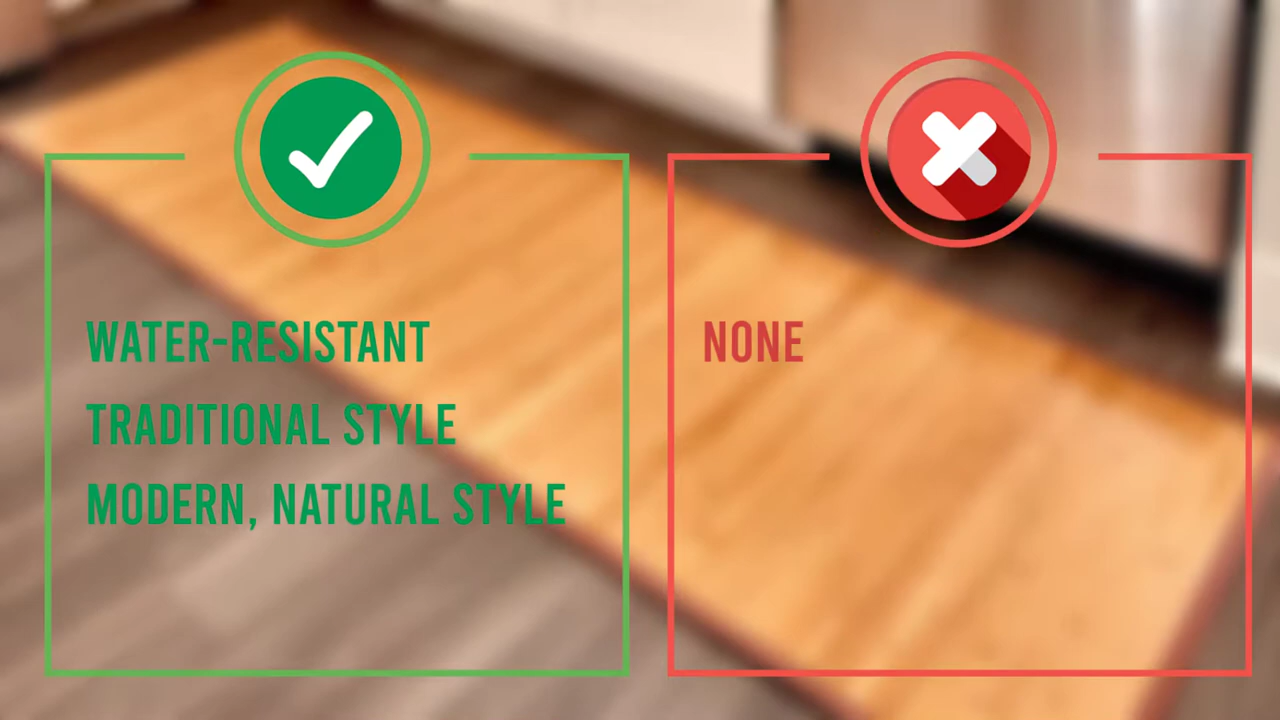 WATER-RESISTANT
TRADITIONAL STYLE
MODERN, NATURAL STYLE
NONE